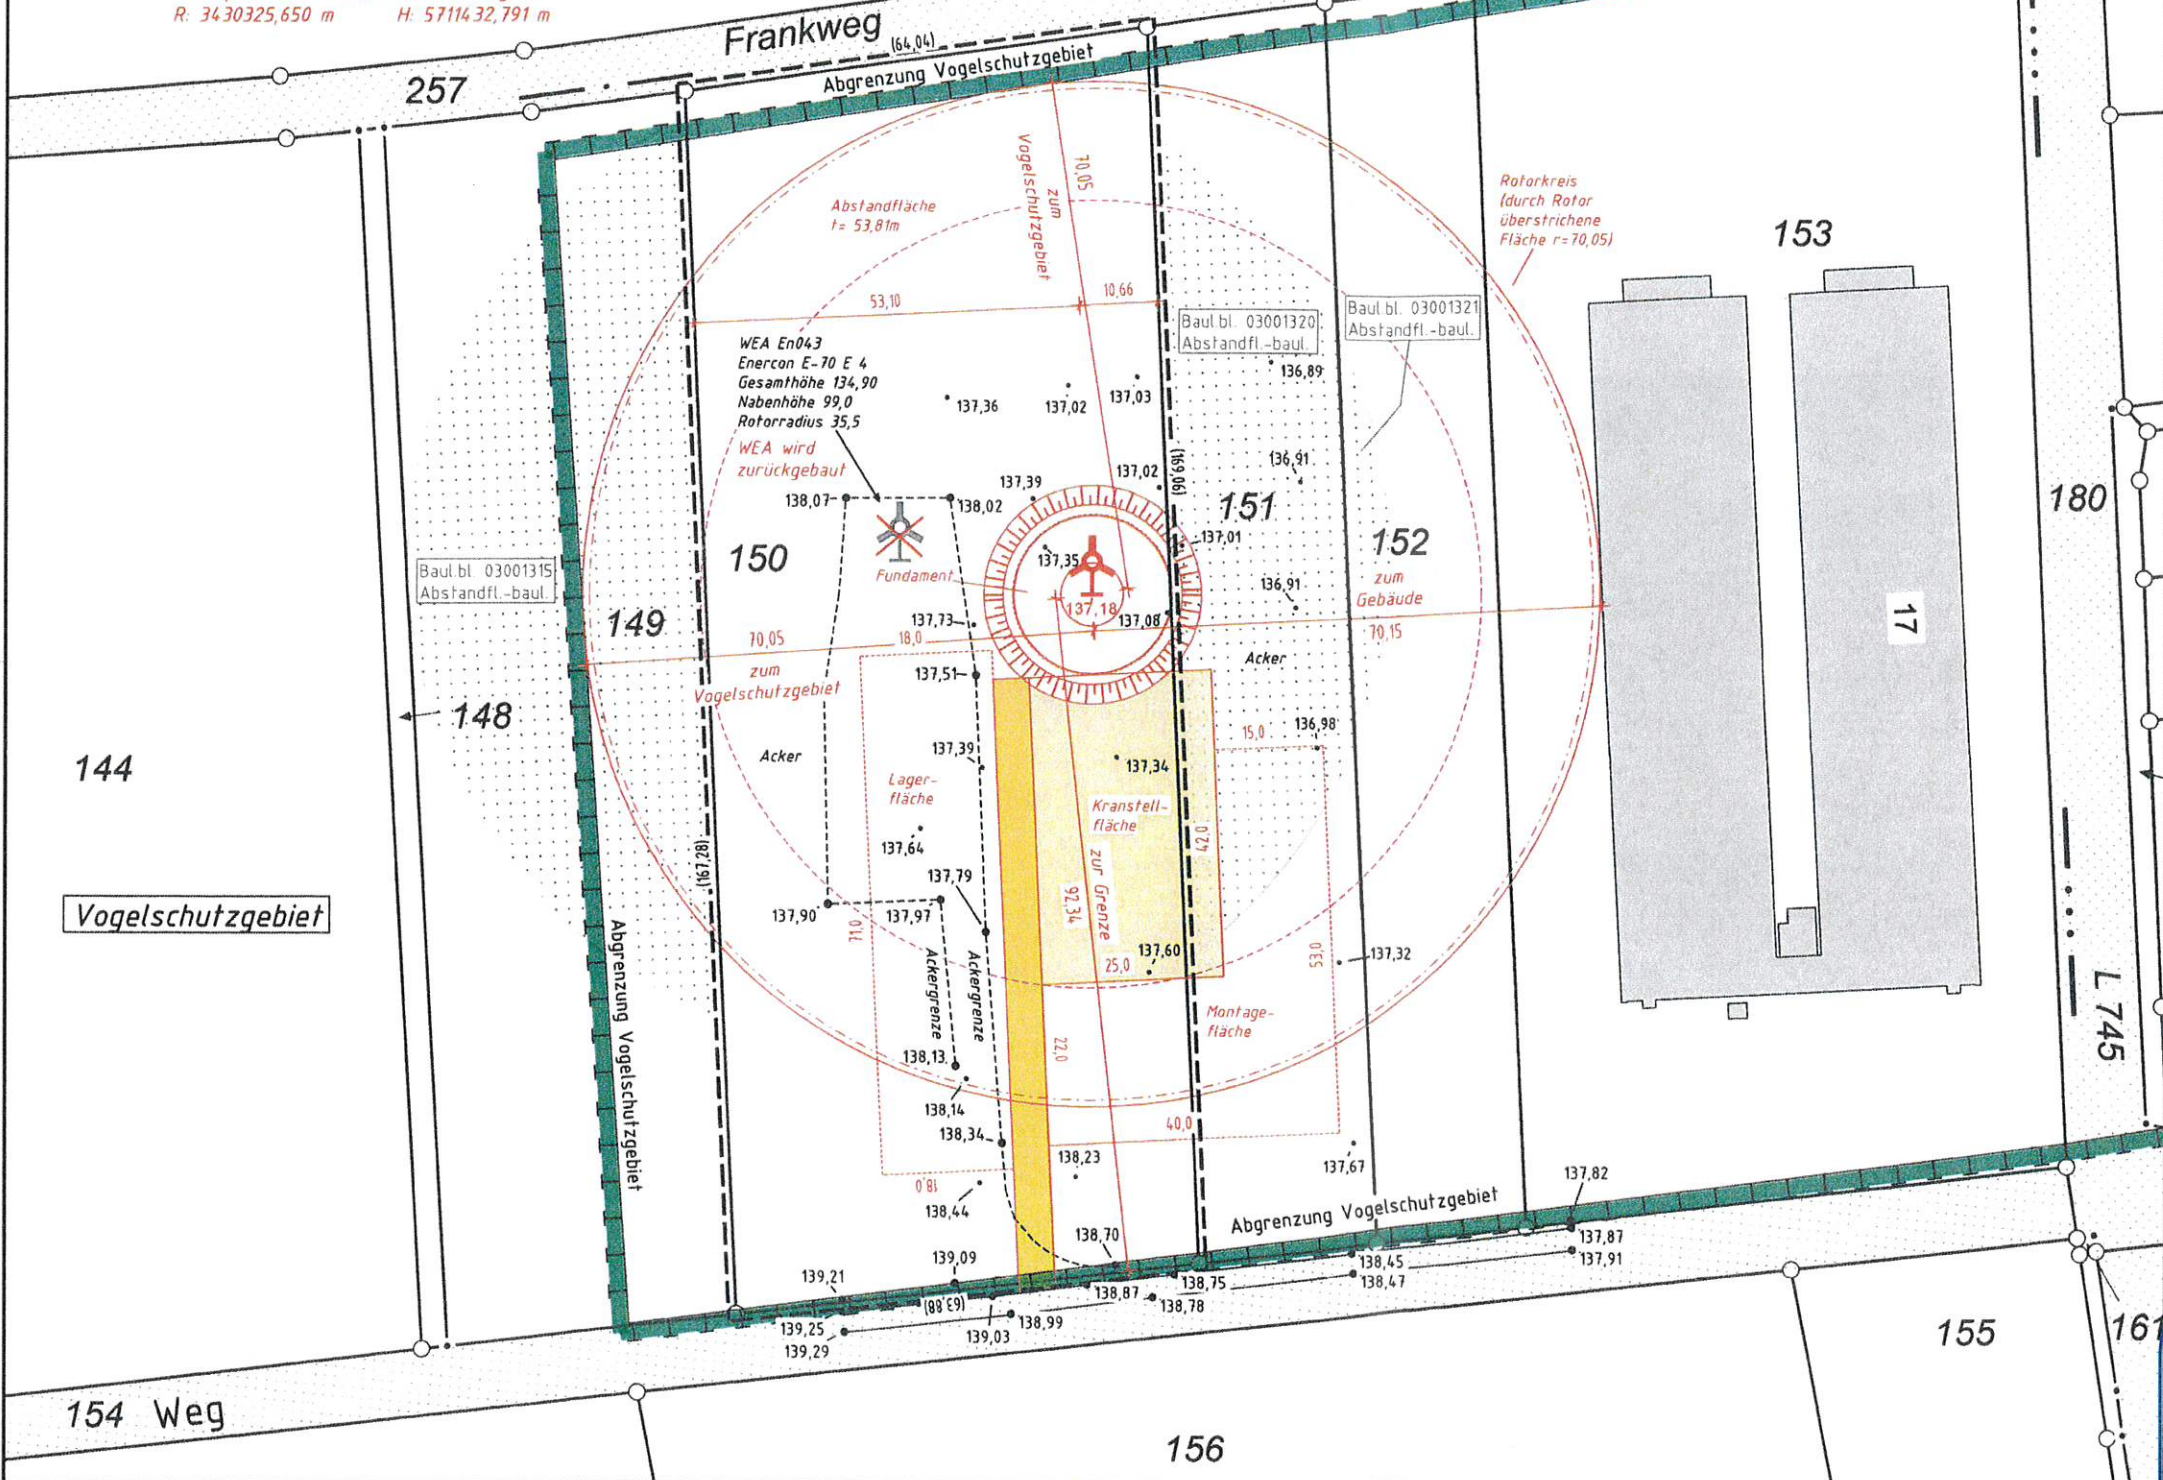 R: 3430325,650 m H: 5711432,791 m
Frankweg
(64,04)
257
Abgrenzung Vogelschutzgebiet
Abstandfläche
t= 53,81m
zum
Vogelschutzgebiet
70,05
Rotorkreis
(durch Rotor
überstrichene
Fläche r=70,05)
153
53,10
10,66
Baul.bl. 03001320
Abstandfl.-baul.
Baul.bl. 03001321
Abstandfl.-baul.
WEA En043
Enercon E-70 E 4
Gesamthöhe 134,90
Nabenhöhe 99,0
Rotorradius 35,5
WEA wird
zurückgebaut
136,89
137,36
137,02
137,03
136,91
137,02
(169,06)
137,39
138,07
138,02
151
180
152
137,01
150
137,35
Fundament
Baul.bl. 03001315
Abstandfl.-baul.
136,91
zum
Gebäude
137,18
137,08
17
149
137,73
70,05
18,0
70,15
zum
Vogelschutzgebiet
137,51
Acker
148
136,98
15,0
144
Acker
137,39
137,34
Lager-
fläche
Kranstell-
fläche
42,0
137,64
(167,28)
zur Grenze
92,34
137,79
Vogelschutzgebiet
137,90
137,97
71,0
137,60
25,0
53,0
137,32
Abgrenzung Vogelschutzgebiet
Ackergrenze
Ackergrenze
Montage-
fläche
L 745
22,0
138,13
138,14
138,34
40,0
138,23
137,67
18,0
138,44
137,82
Abgrenzung Vogelschutzgebiet
138,70
137,87
137,91
139,09
139,21
138,45
138,47
138,75
138,87
138,78
(63,88)
138,99
139,03
139,25
139,29
155
161
154 Weg
156